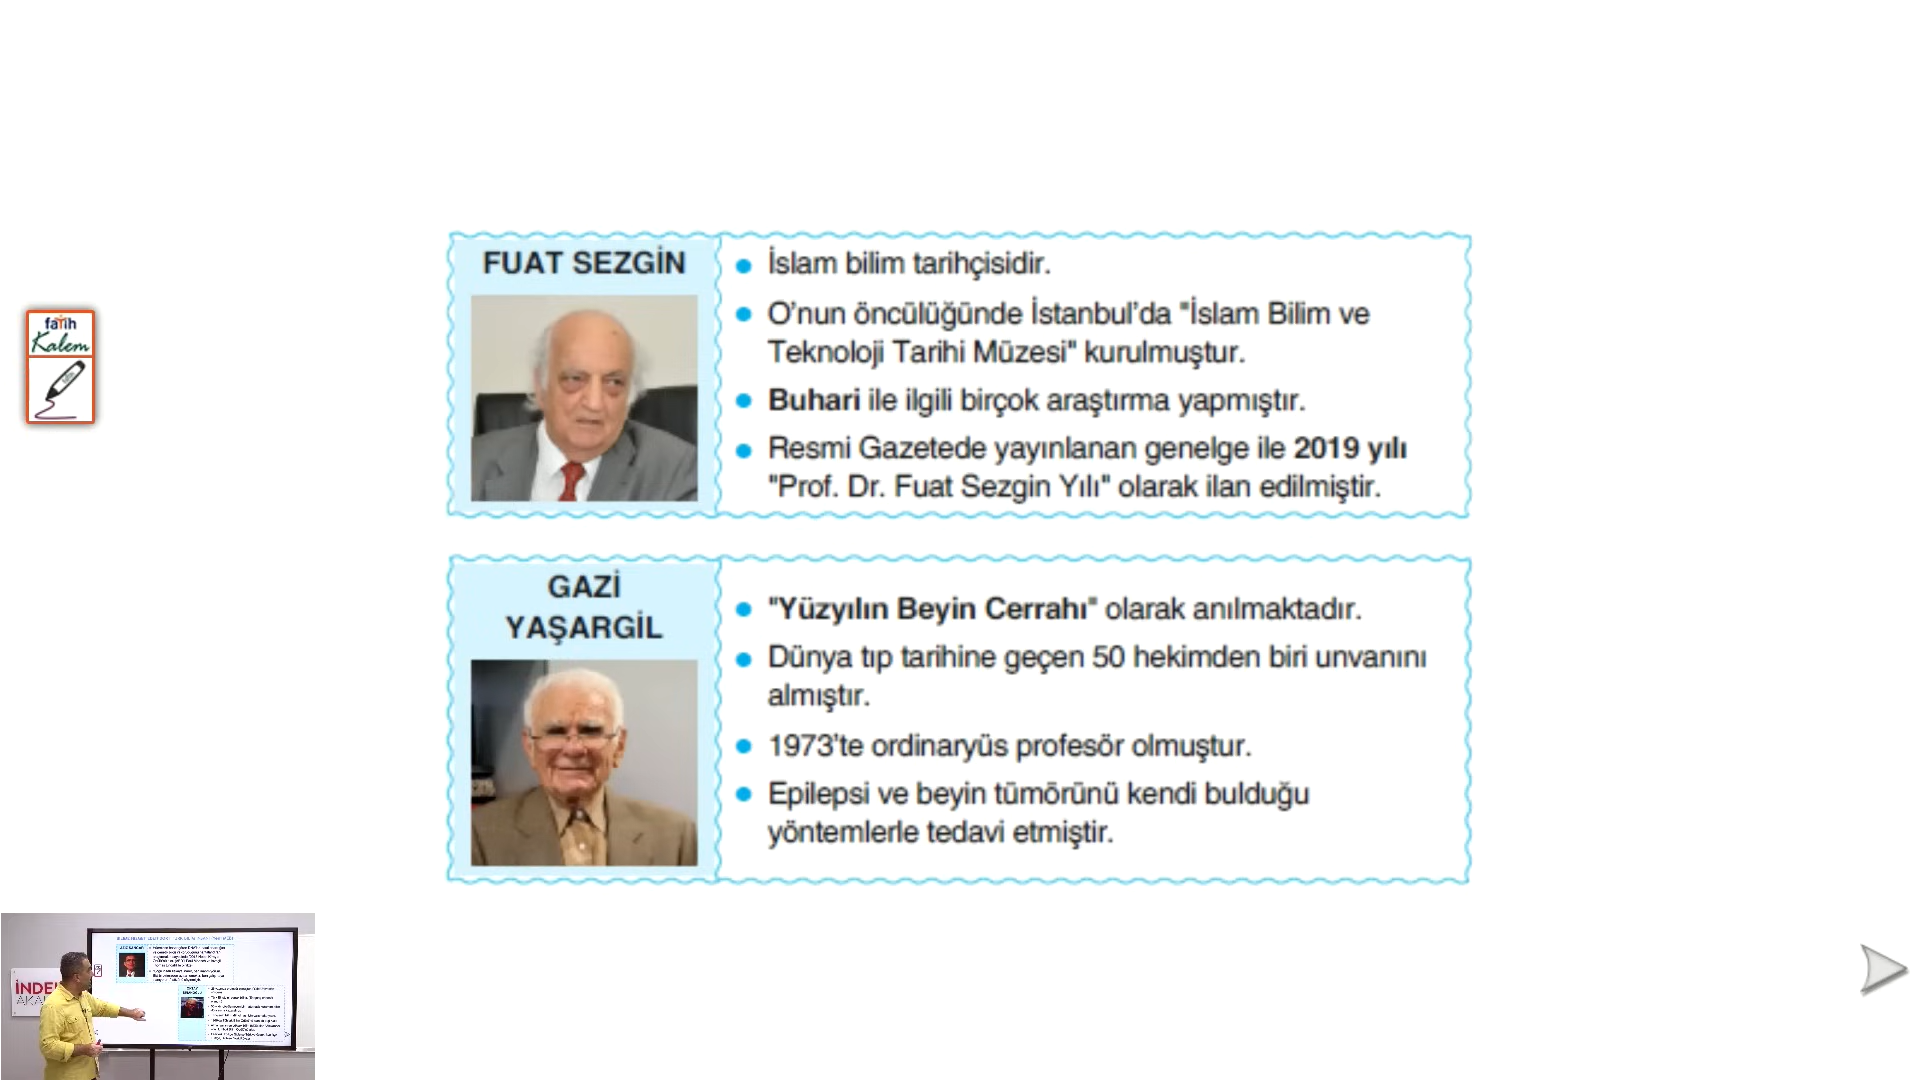 FUAT SEZGİN
İslam bilim tarihçisidir.
O'nun öncülüğünde İstanbul'da "İslam Bilim ve
Teknoloji Tarihi Müzesi" kurulmuştur.
Buhari ile ilgili birçok araştırma yapmıştır.
Resmi Gazetede yayınlanan genelge ile 2019 yılı
"Prof. Dr. Fuat Sezgin Yılı" olarak ilan edilmiştir.
fatih
Kalem
GAZİ
YAŞARGİL
"Yüzyılın Beyin Cerrahı" olarak anılmaktadır.
Dünya tıp tarihine geçen 50 hekimden biri unvanını
almıştır.
1973'te ordinaryüs profesör olmuştur.
Epilepsi ve beyin tümörünü kendi bulduğu
yöntemlerle tedavi etmiştir.